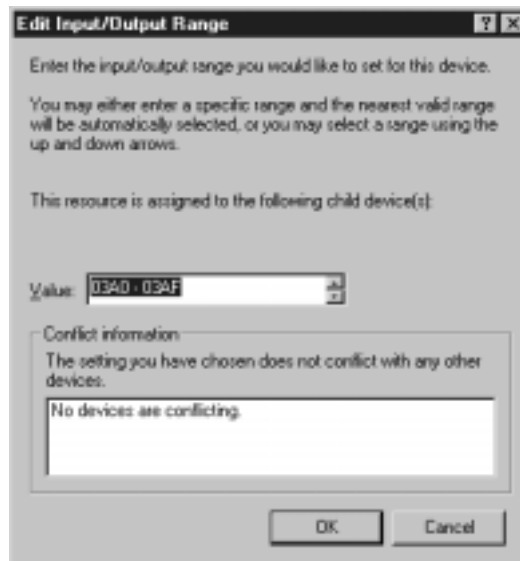 Edit Input/Output Range
Enter the input/output range you would like to set for this device.
You may either enter a specific range and the nearest valid range
will be automatically selected, or you may select a range using the
up and down arrows.
This resource is assigned to the following child device(s):
Value: 03A0 - 03AF
Conflict information
The setting you have chosen does not conflict with any other
devices.
No devices are conflicting.
OK Cancel